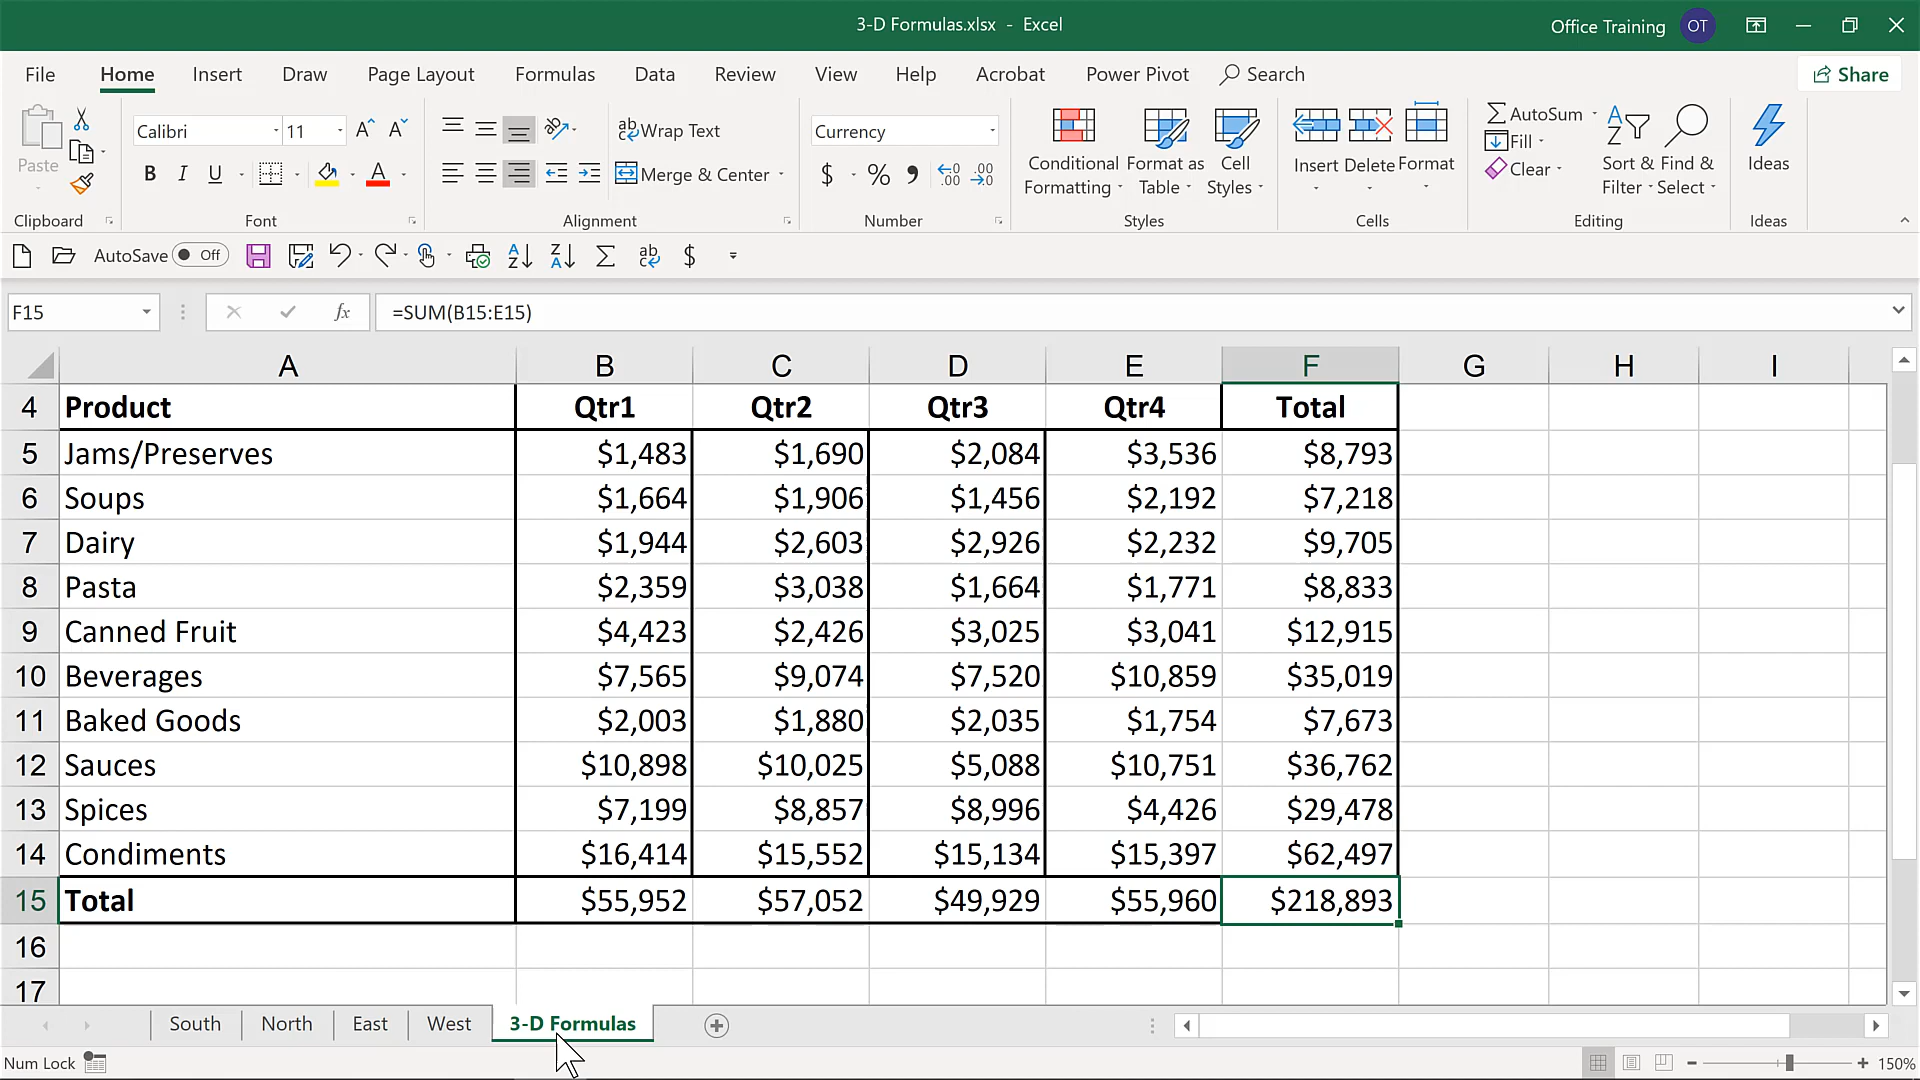 3-D Formulas.xlsx - Excel
Office Training OT
File Home Insert Draw Page Layout Formulas Data Review View Help Acrobat Power Pivot Search Share
Paste
Clipboard
Calibri 11 A A
B I U A
Font
ab Wrap Text
Merge & Center
Alignment
Currency
$ % , .00 .00
Number
Conditional Formatting
Format as Table
Cell Styles
Styles
Insert Delete Format
Cells
AutoSum
Fill
Clear
Sort & Filter
Find & Select
Editing
Ideas
Ideas
AutoSave Off $
F15 fx =SUM(B15:E15)
A B C D E F G H I
4 Product Qtr1 Qtr2 Qtr3 Qtr4 Total
5 Jams/Preserves $1,483 $1,690 $2,084 $3,536 $8,793
6 Soups $1,664 $1,906 $1,456 $2,192 $7,218
7 Dairy $1,944 $2,603 $2,926 $2,232 $9,705
8 Pasta $2,359 $3,038 $1,664 $1,771 $8,833
9 Canned Fruit $4,423 $2,426 $3,025 $3,041 $12,915
10 Beverages $7,565 $9,074 $7,520 $10,859 $35,019
11 Baked Goods $2,003 $1,880 $2,035 $1,754 $7,673
12 Sauces $10,898 $10,025 $5,088 $10,751 $36,762
13 Spices $7,199 $8,857 $8,996 $4,426 $29,478
14 Condiments $16,414 $15,552 $15,134 $15,397 $62,497
15 Total $55,952 $57,052 $49,929 $55,960 $218,893
16
17
South North East West 3-D Formulas
Num Lock 150%